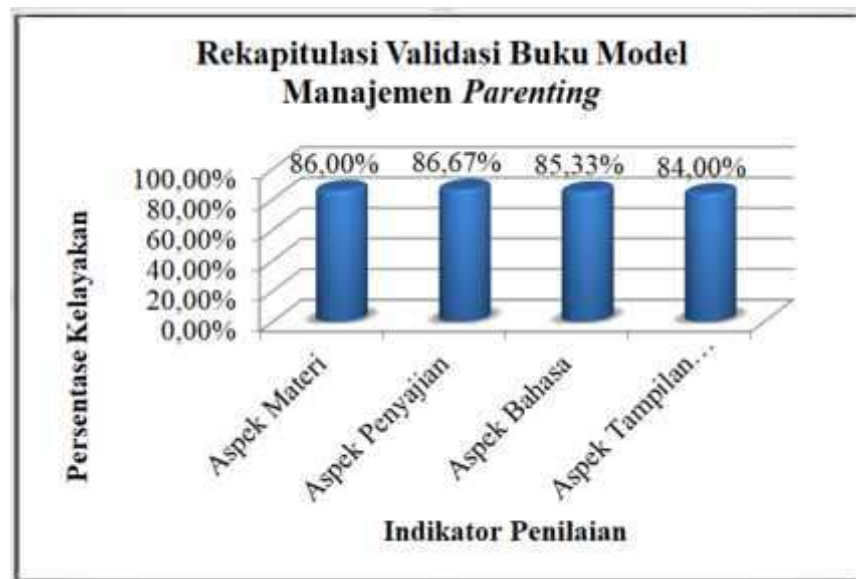 Rekapitulasi Validasi Buku Model
Manajemen Parenting
86,00% 86,67% 85,33% 84,00%
100,00%
80,00%
60,00%
40,00%
20,00%
0,00%
Persentase Kelayakan
Aspek Materi
Aspek Penyajian
Aspek Bahasa
Aspek Tampilan…
Indikator Penilaian